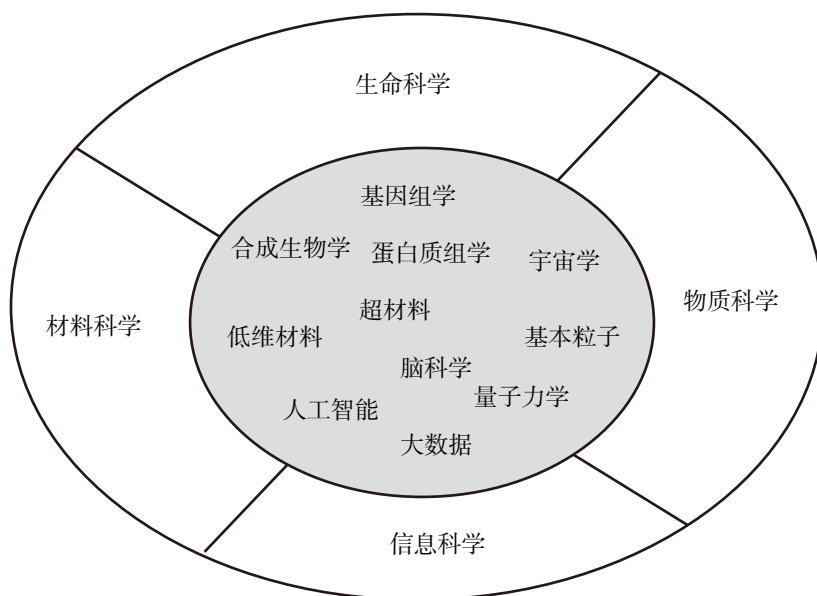 生命科学
基因组学
合成生物学
蛋白质组学
宇宙学
物质科学
超材料
材料科学
低维材料
基本粒子
脑科学
量子力学
人工智能
大数据
信息科学